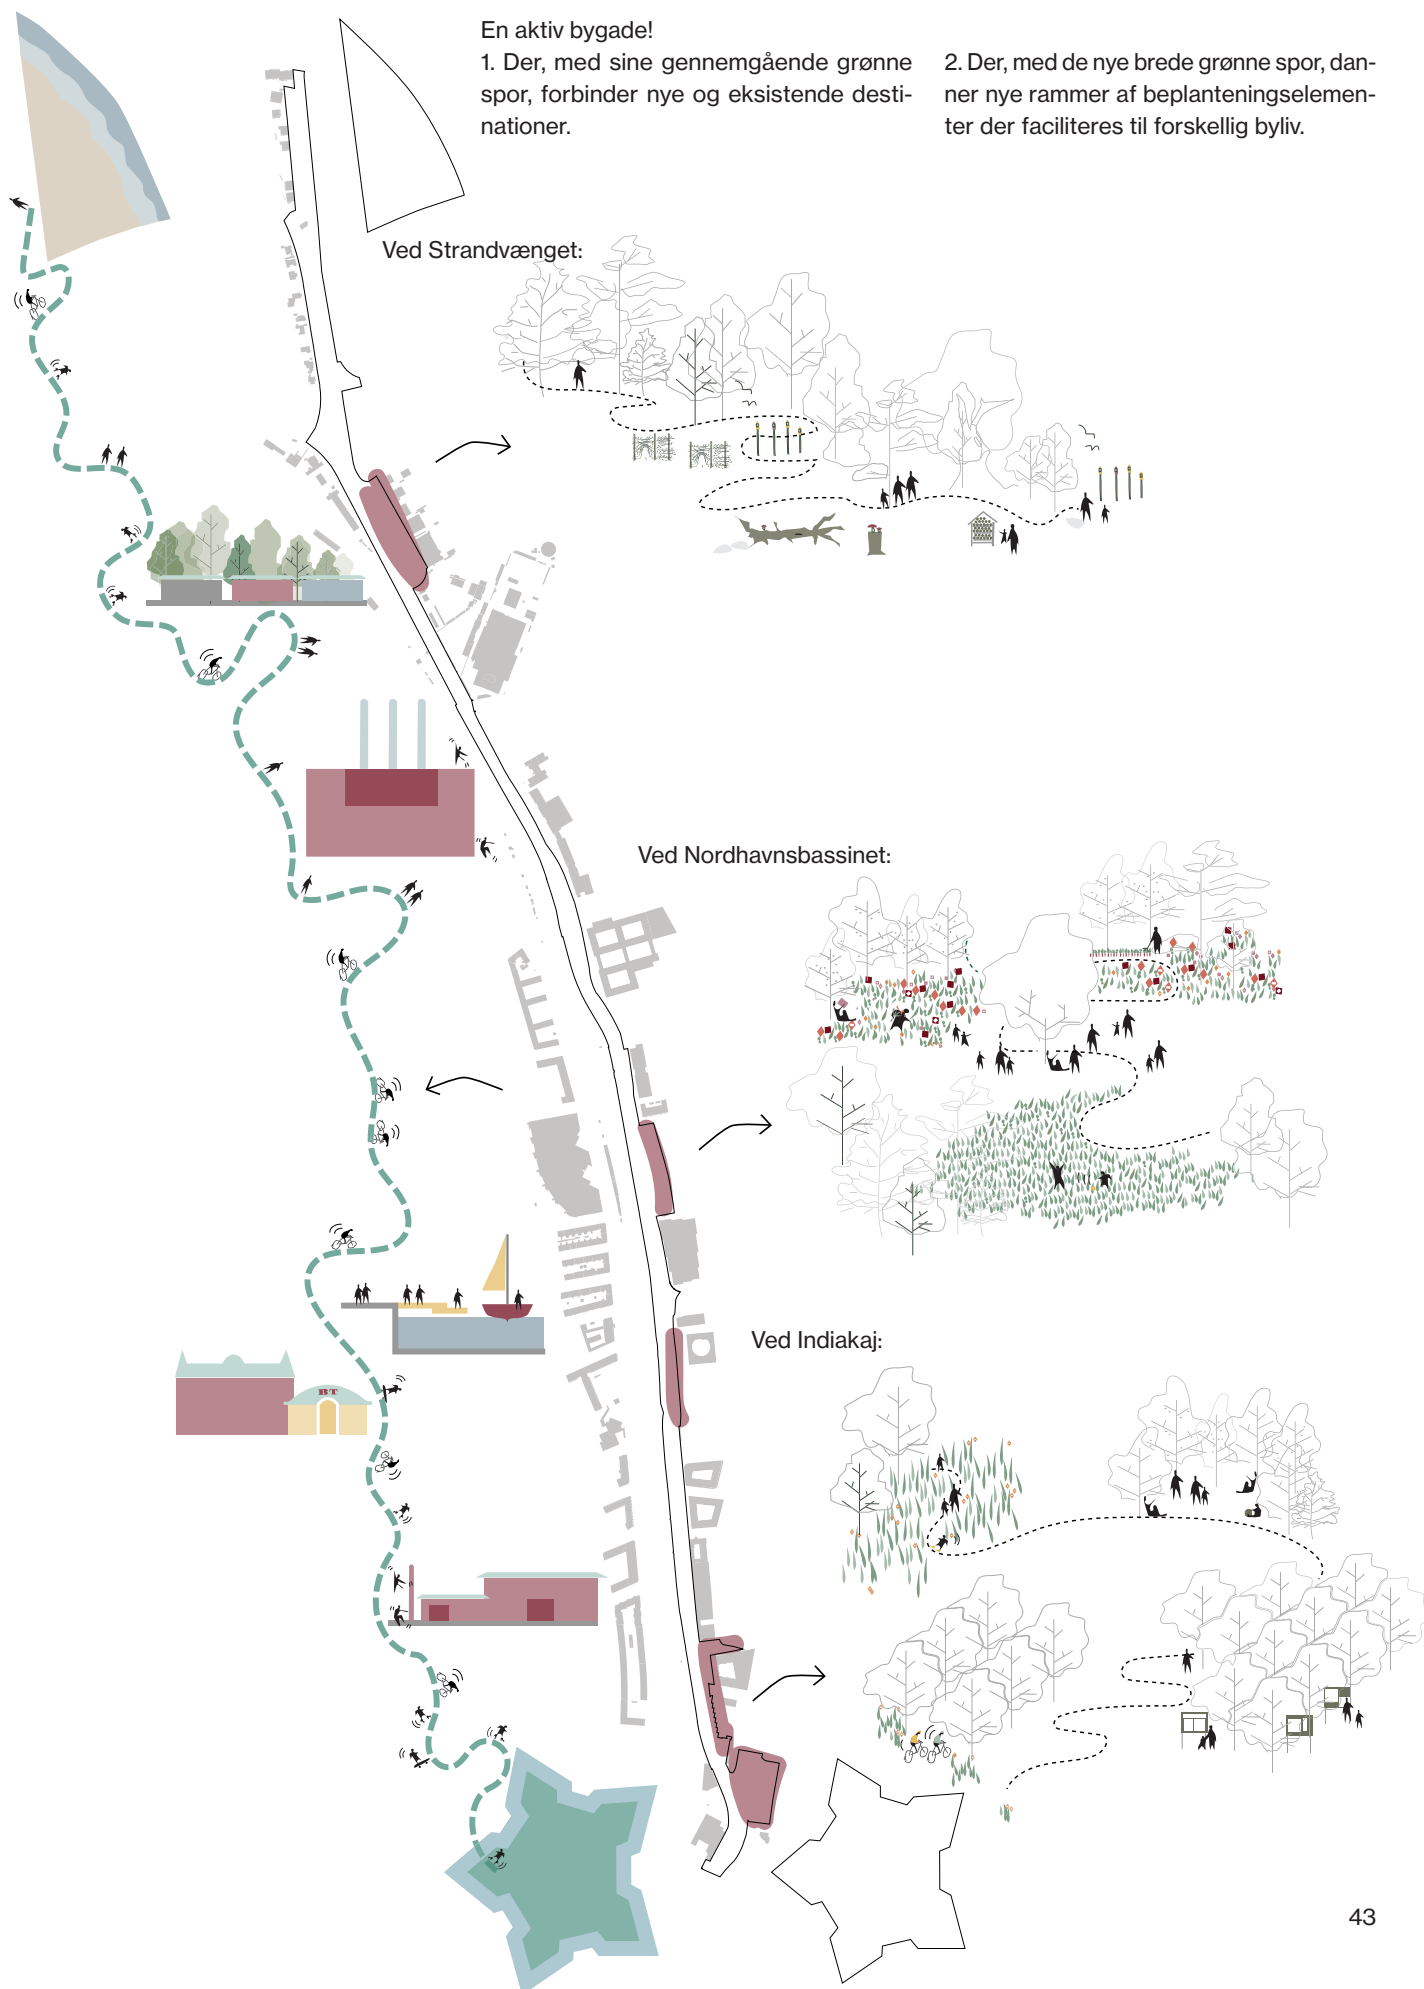 En aktiv bygade!
1. Der, med sine gennemgående grønne
spor, forbinder nye og eksistende desti-
nationer.
2. Der, med de nye brede grønne spor, dan-
ner nye rammer af beplanteningselemen-
ter der faciliteres til forskellig byliv.
Ved Strandvænget:
Ved Nordhavnsbassinet:
Ved Indiakaj:
BT
43